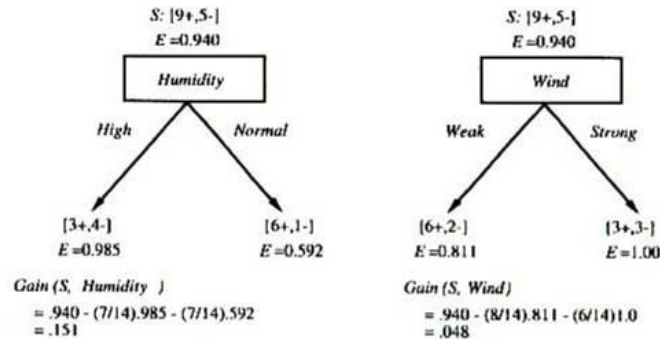 S: [9+,5-]
E =0.940
Humidity
High
Normal
[3+,4-]
E =0.985
[6+,1-]
E =0.592
Gain (S, Humidity )
= .940 - (7/14).985 - (7/14).592
= .151
S: [9+,5-]
E =0.940
Wind
Weak
Strong
[6+,2-]
E =0.811
[3+,3-]
E =1.00
Gain (S, Wind)
= .940 - (8/14).811 - (6/14)1.0
= .048